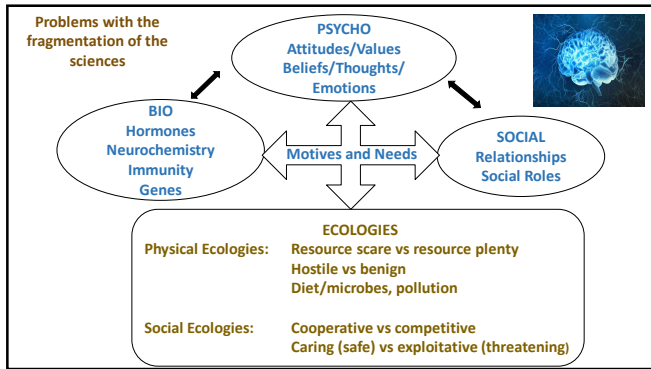 Problems with the
fragmentation of the
sciences
PSYCHO
Attitudes/Values
Beliefs/Thoughts/
Emotions
BIO
Hormones
Neurochemistry
Immunity
Genes
Motives and Needs
SOCIAL
Relationships
Social Roles
ECOLOGIES
Physical Ecologies: Resource scare vs resource plenty
Hostile vs benign
Diet/microbes, pollution
Social Ecologies: Cooperative vs competitive
Caring (safe) vs exploitative (threatening)